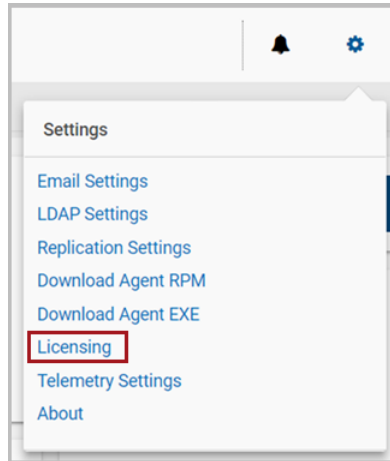 Settings
Email Settings
LDAP Settings
Replication Settings
Download Agent RPM
Download Agent EXE
Licensing
Telemetry Settings
About